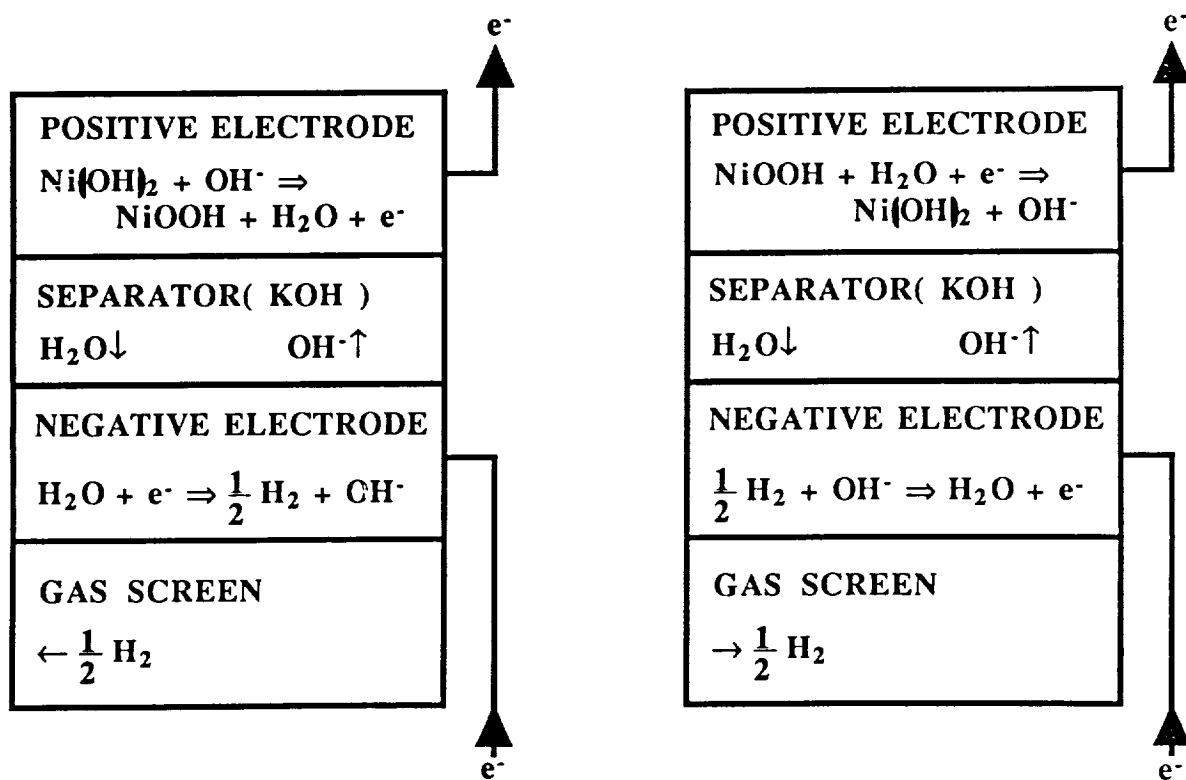 e⁻
POSITIVE ELECTRODE
Ni(OH)₂ + OH⁻ ⇒
NiOOH + H₂O + e⁻
SEPARATOR( KOH )
H₂O↓ OH⁻↑
NEGATIVE ELECTRODE
H₂O + e⁻ ⇒ 1/2 H₂ + OH⁻
GAS SCREEN
← 1/2 H₂
e⁻
e⁻
POSITIVE ELECTRODE
NiOOH + H₂O + e⁻ ⇒
Ni(OH)₂ + OH⁻
SEPARATOR( KOH )
H₂O↓ OH⁻↑
NEGATIVE ELECTRODE
1/2 H₂ + OH⁻ ⇒ H₂O + e⁻
GAS SCREEN
→ 1/2 H₂
e⁻